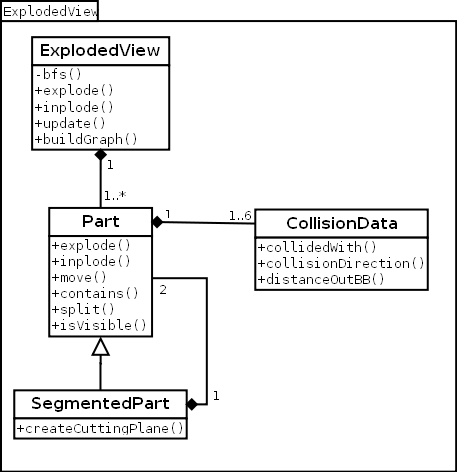 ExplodedView
ExplodedView
-bfs()
+explode()
+inplode()
+update()
+buildGraph()
1
1..*
Part
+explode()
+inplode()
+move()
+contains()
+split()
+isVisible()
1
1..6
CollisionData
+collidedWith()
+collisionDirection()
+distanceOutBB()
2
1
SegmentedPart
+createCuttingPlane()